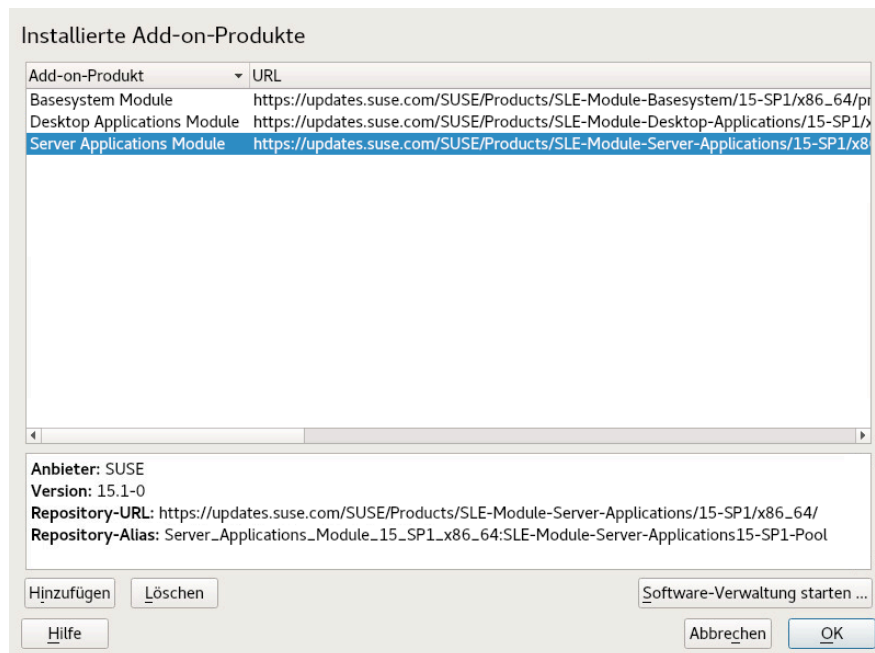 Installierte Add-on-Produkte
Add-on-Produkt URL
Basesystem Module https://updates.suse.com/SUSE/Products/SLE-Module-Basesystem/15-SP1/x86_64/pr
Desktop Applications Module https://updates.suse.com/SUSE/Products/SLE-Module-Desktop-Applications/15-SP1/x
Server Applications Module https://updates.suse.com/SUSE/Products/SLE-Module-Server-Applications/15-SP1/x8
Anbieter: SUSE
Version: 15.1-0
Repository-URL: https://updates.suse.com/SUSE/Products/SLE-Module-Server-Applications/15-SP1/x86_64/
Repository-Alias: Server_Applications_Module_15_SP1_x86_64:SLE-Module-Server-Applications15-SP1-Pool
Hinzufügen Löschen Software-Verwaltung starten ...
Hilfe Abbrechen OK